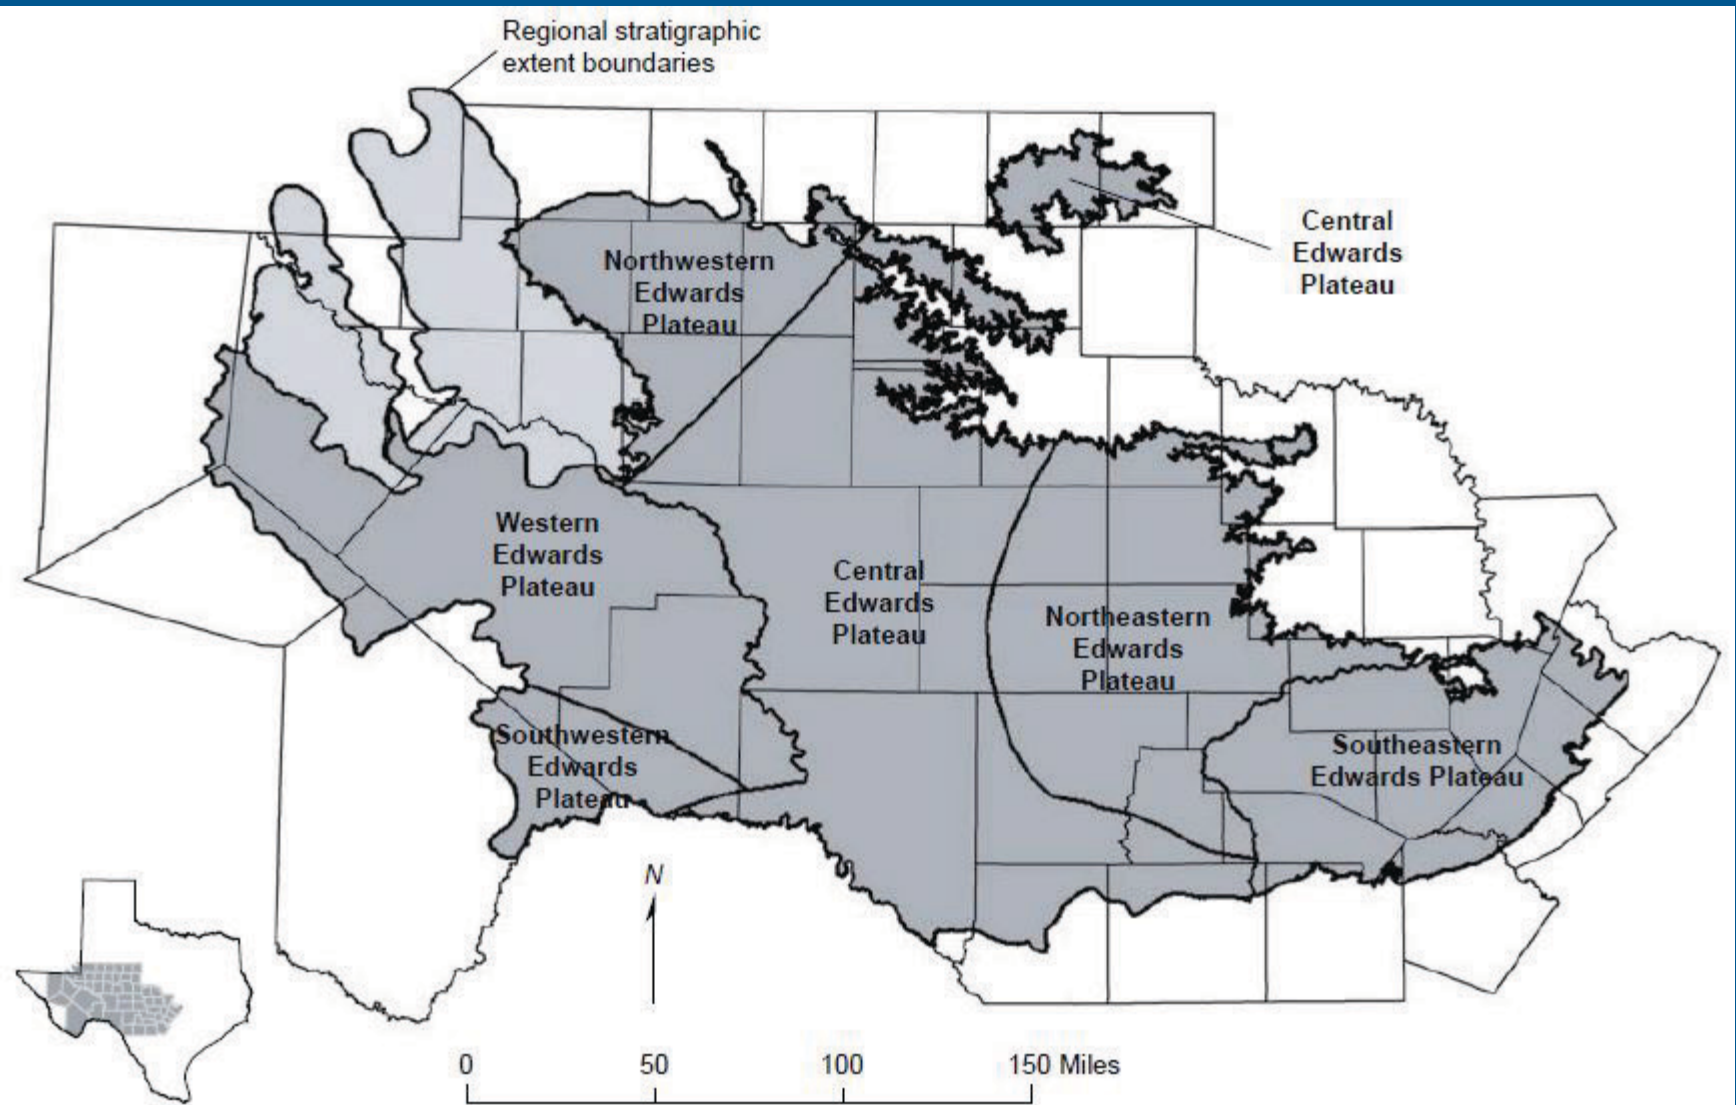 Regional stratigraphic
extent boundaries
Central
Edwards
Plateau
Northwestern
Edwards
Plateau
Western
Edwards
Plateau
Central
Edwards
Plateau
Northeastern
Edwards
Plateau
Southwestern
Edwards
Plateau
Southeastern
Edwards Plateau
N
0 50 100 150 Miles